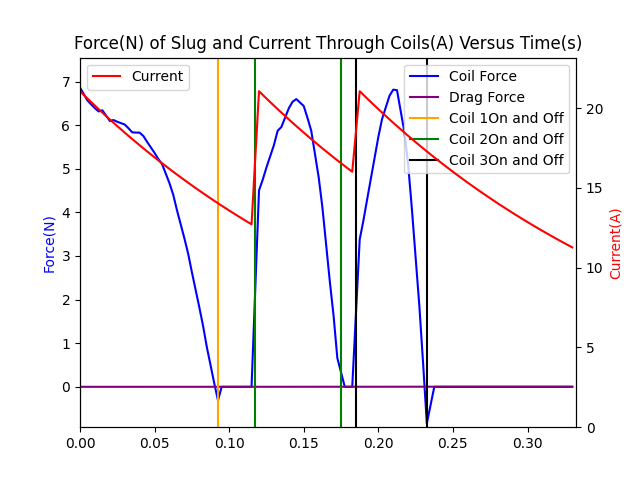 Force(N) of Slug and Current Through Coils(A) Versus Time(s)
Current
Coil Force
Drag Force
Coil 1On and Off
Coil 2On and Off
Coil 3On and Off
Force(N)
7
6
5
4
3
2
1
0
Current(A)
20
15
10
5
0
0.00 0.05 0.10 0.15 0.20 0.25 0.30